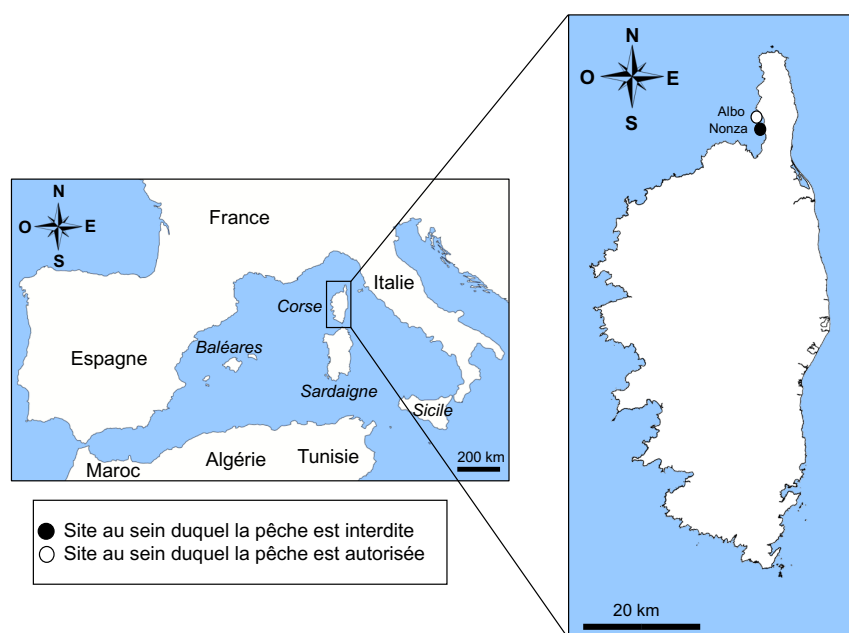 N
O E
S
France
Italie
Corse
Espagne
Baléares
Sardaigne
Sicile
Maroc
Algérie
Tunisie
200 km
Site au sein duquel la pêche est interdite
Site au sein duquel la pêche est autorisée
N
O E
S
Albo
Nonza
20 km